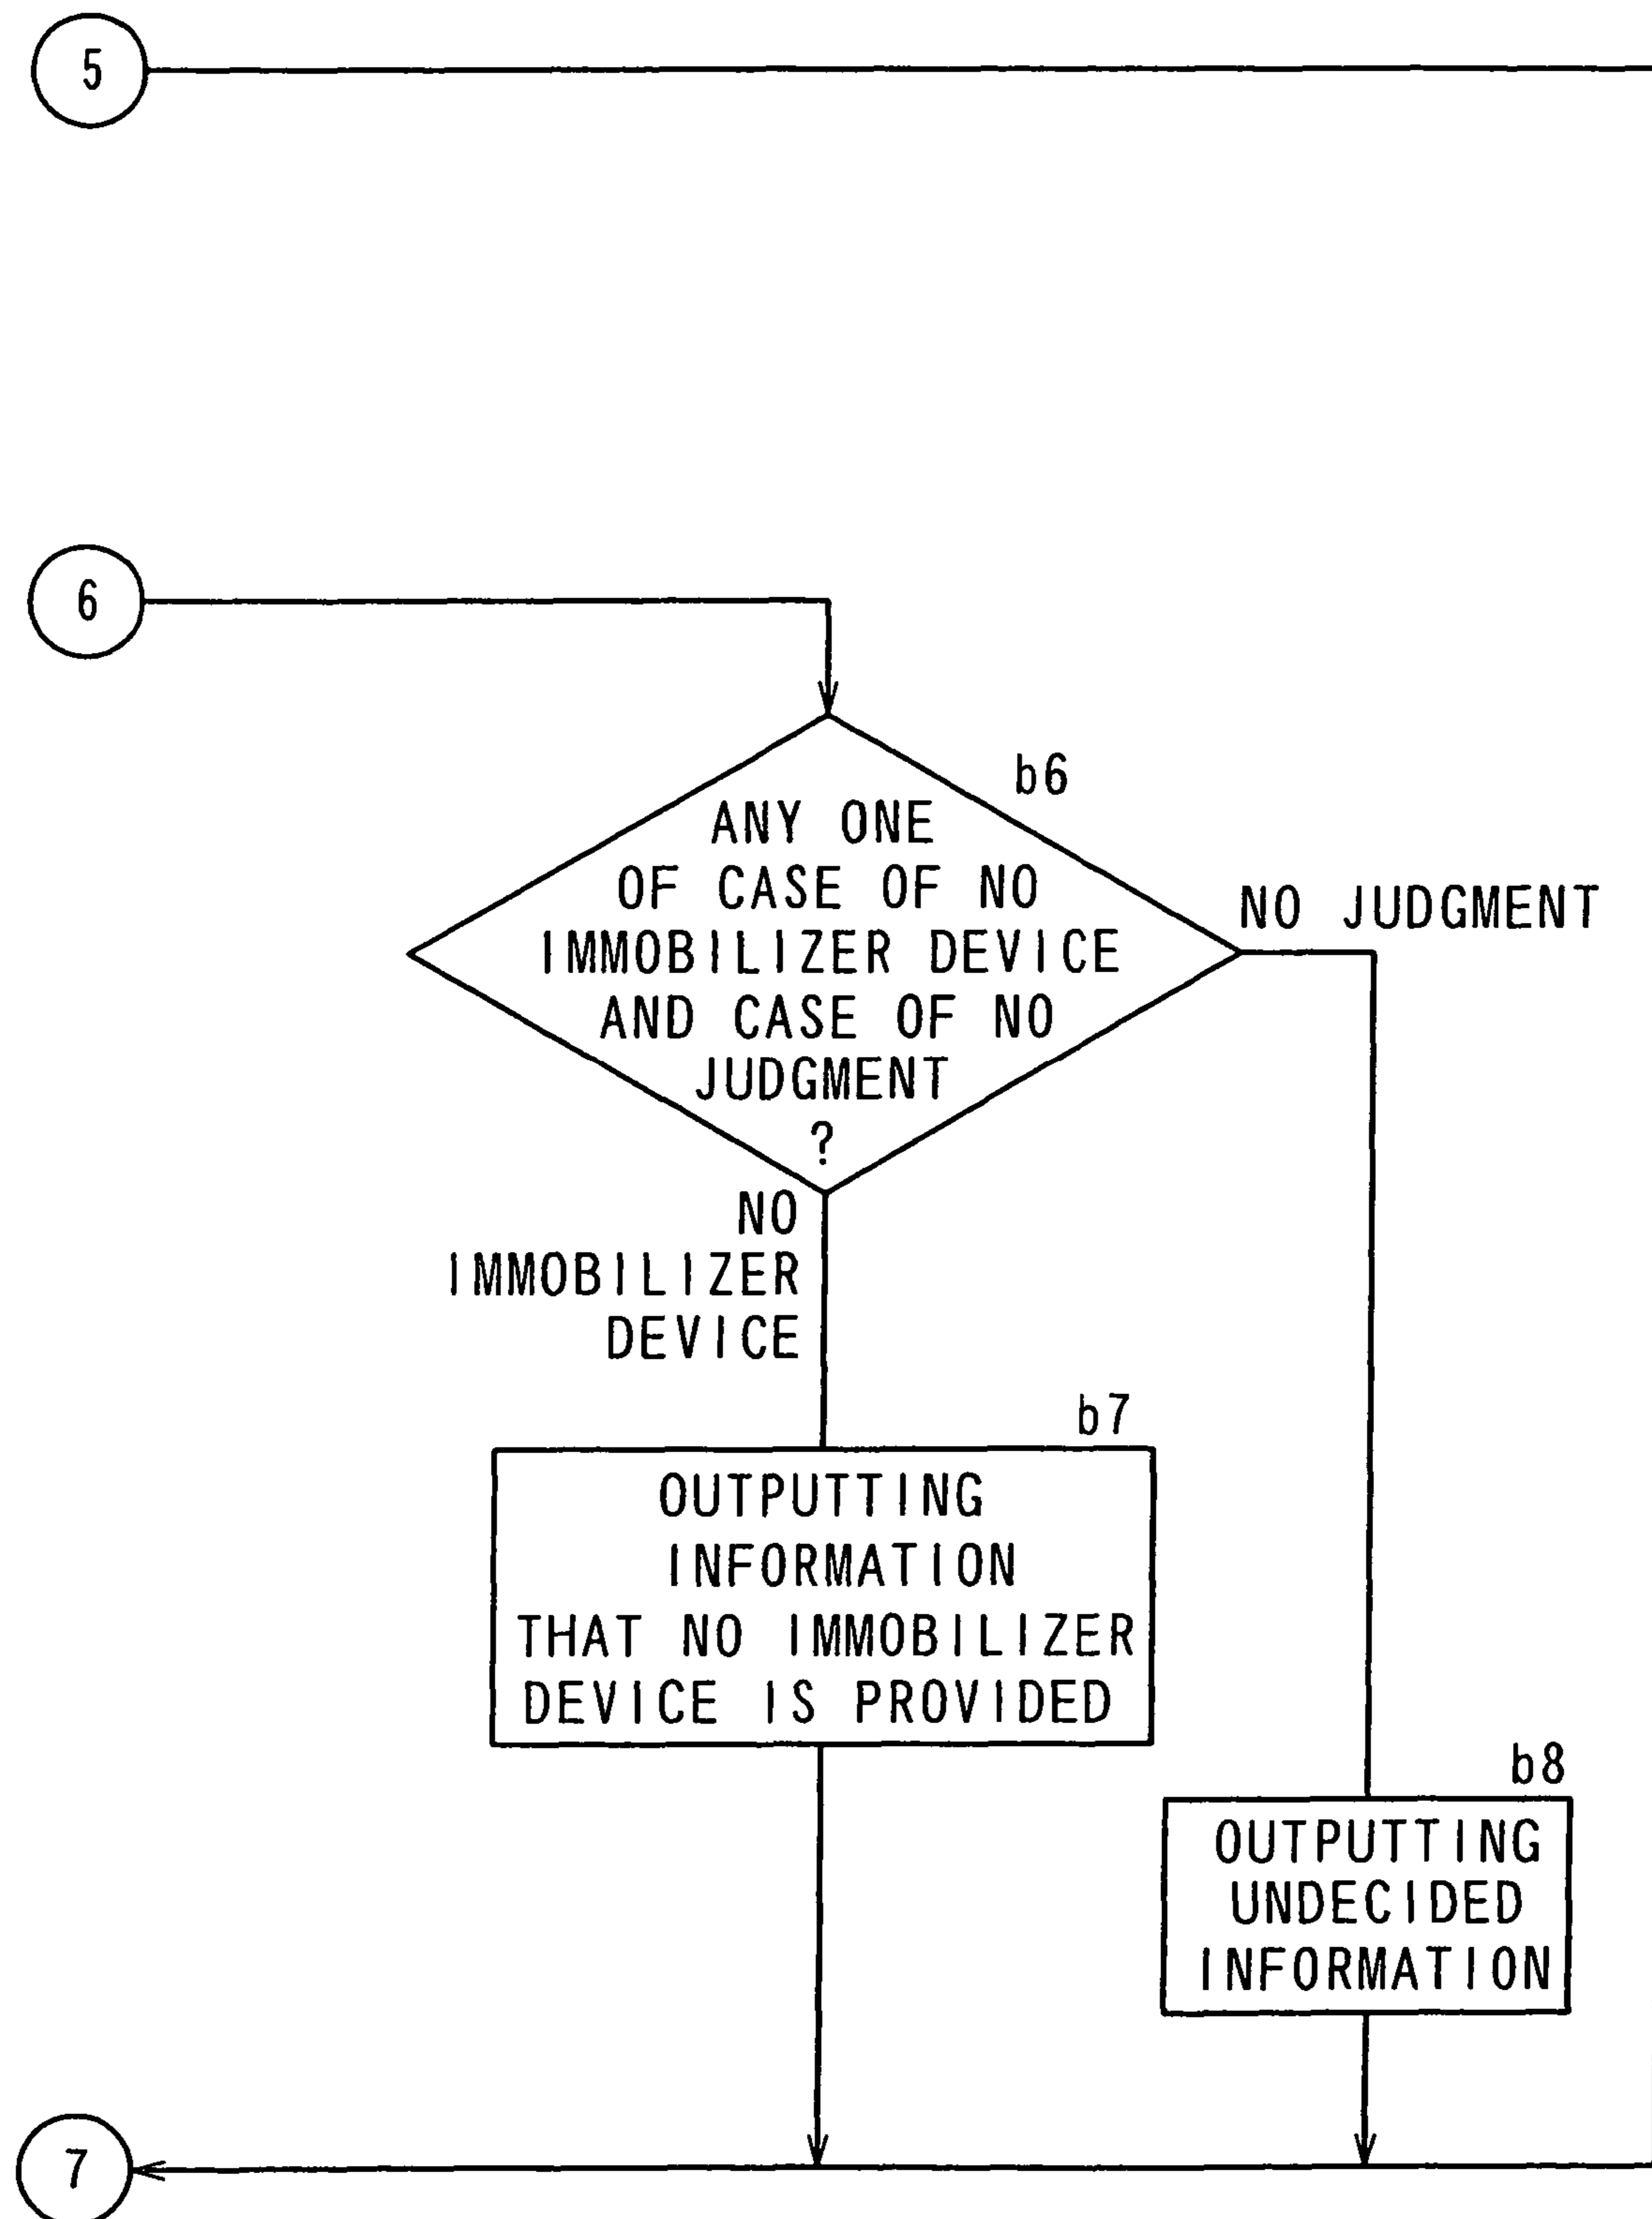 5
6
b6
ANY ONE
OF CASE OF NO
IMMOBILIZER DEVICE
AND CASE OF NO
JUDGMENT
?
NO JUDGMENT
NO
IMMOBILIZER
DEVICE
b7
OUTPUTTING
INFORMATION
THAT NO IMMOBILIZER
DEVICE IS PROVIDED
b8
OUTPUTTING
UNDECIDED
INFORMATION
7